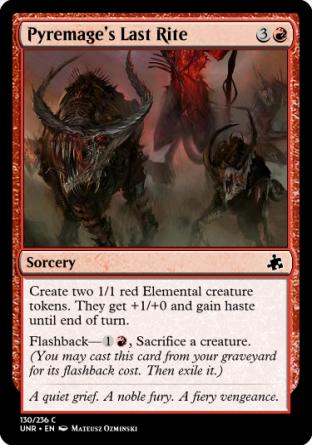 Pyremage's Last Rite 3
Sorcery
Create two 1/1 red Elemental creature
tokens. They get +1/+0 and gain haste
until end of turn.
Flashback—1, Sacrifice a creature.
(You may cast this card from your graveyard
for its flashback cost. Then exile it.)
A quiet grief. A noble fury. A fiery vengeance.
130/236 C
UNR • EN MATEUSZ OZMINSKI